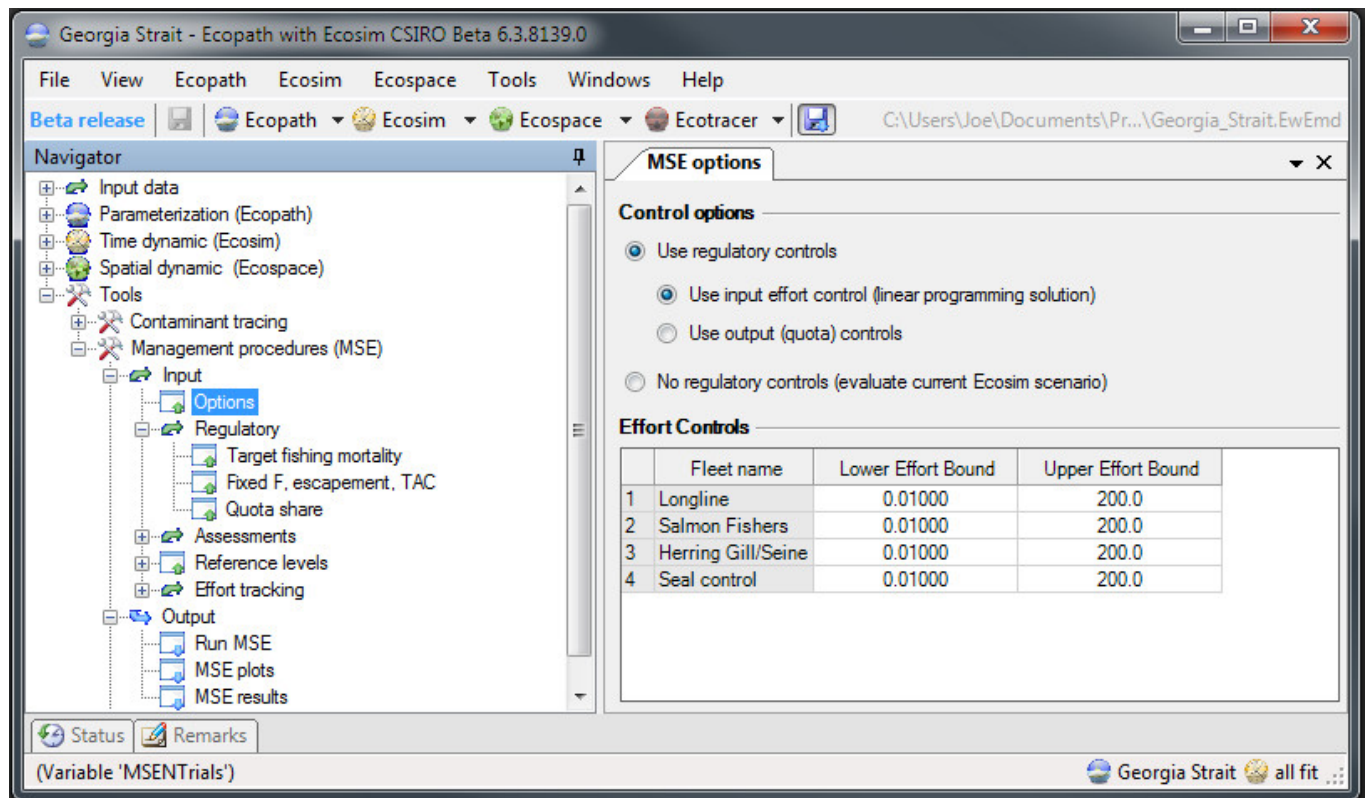 Georgia Strait - Ecopath with Ecosim CSIRO Beta 6.3.8139.0
File View Ecopath Ecosim Ecospace Tools Windows Help
Beta release Ecopath Ecosim Ecospace Ecotracer C:\Users\Joe\Documents\Pr...\Georgia_Strait.EwEmd
Navigator
Input data
Parameterization (Ecopath)
Time dynamic (Ecosim)
Spatial dynamic (Ecospace)
Tools
Contaminant tracing
Management procedures (MSE)
Input
Options
Regulatory
Target fishing mortality
Fixed F, escapement, TAC
Quota share
Assessments
Reference levels
Effort tracking
Output
Run MSE
MSE plots
MSE results
MSE options
Control options
Use regulatory controls
Use input effort control (linear programming solution)
Use output (quota) controls
No regulatory controls (evaluate current Ecosim scenario)
Effort Controls
Fleet name Lower Effort Bound Upper Effort Bound
1 Longline 0.01000 200.0
2 Salmon Fishers 0.01000 200.0
3 Herring Gill/Seine 0.01000 200.0
4 Seal control 0.01000 200.0
Status Remarks
(Variable 'MSENTrials') Georgia Strait all fit